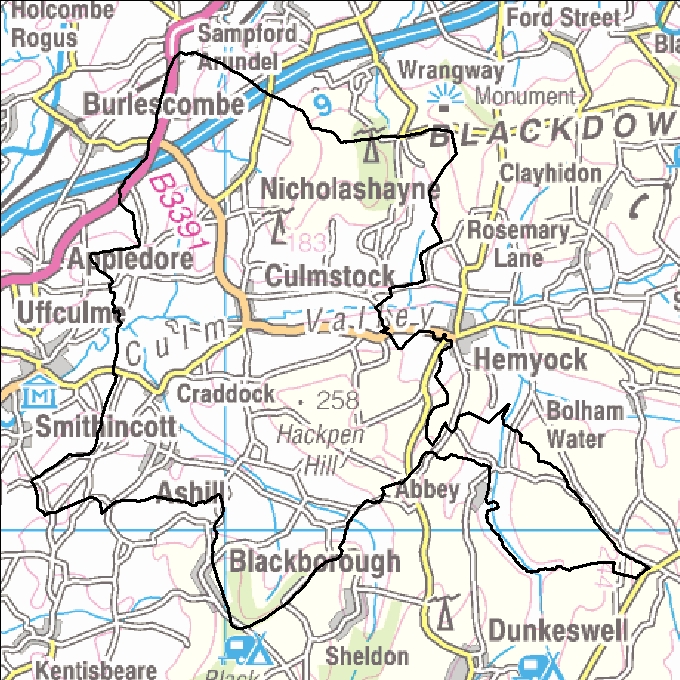 Holcombe
Rogus
Sampford
Arundel
Ford Street
Wrangway
Monument
Burlescombe
9
BLACKDOW
Clayhidon
B3391
Nicholashayne
183
Rosemary
Lane
Appledore
Culmstock
Uffculme
Culm Valley
Hemyock
Craddock
258
Hackpen
Hill
Bolham
Water
M
Smithincott
Ashill
Abbey
Blackborough
Dunkeswell
Sheldon
Kentisbeare
Black